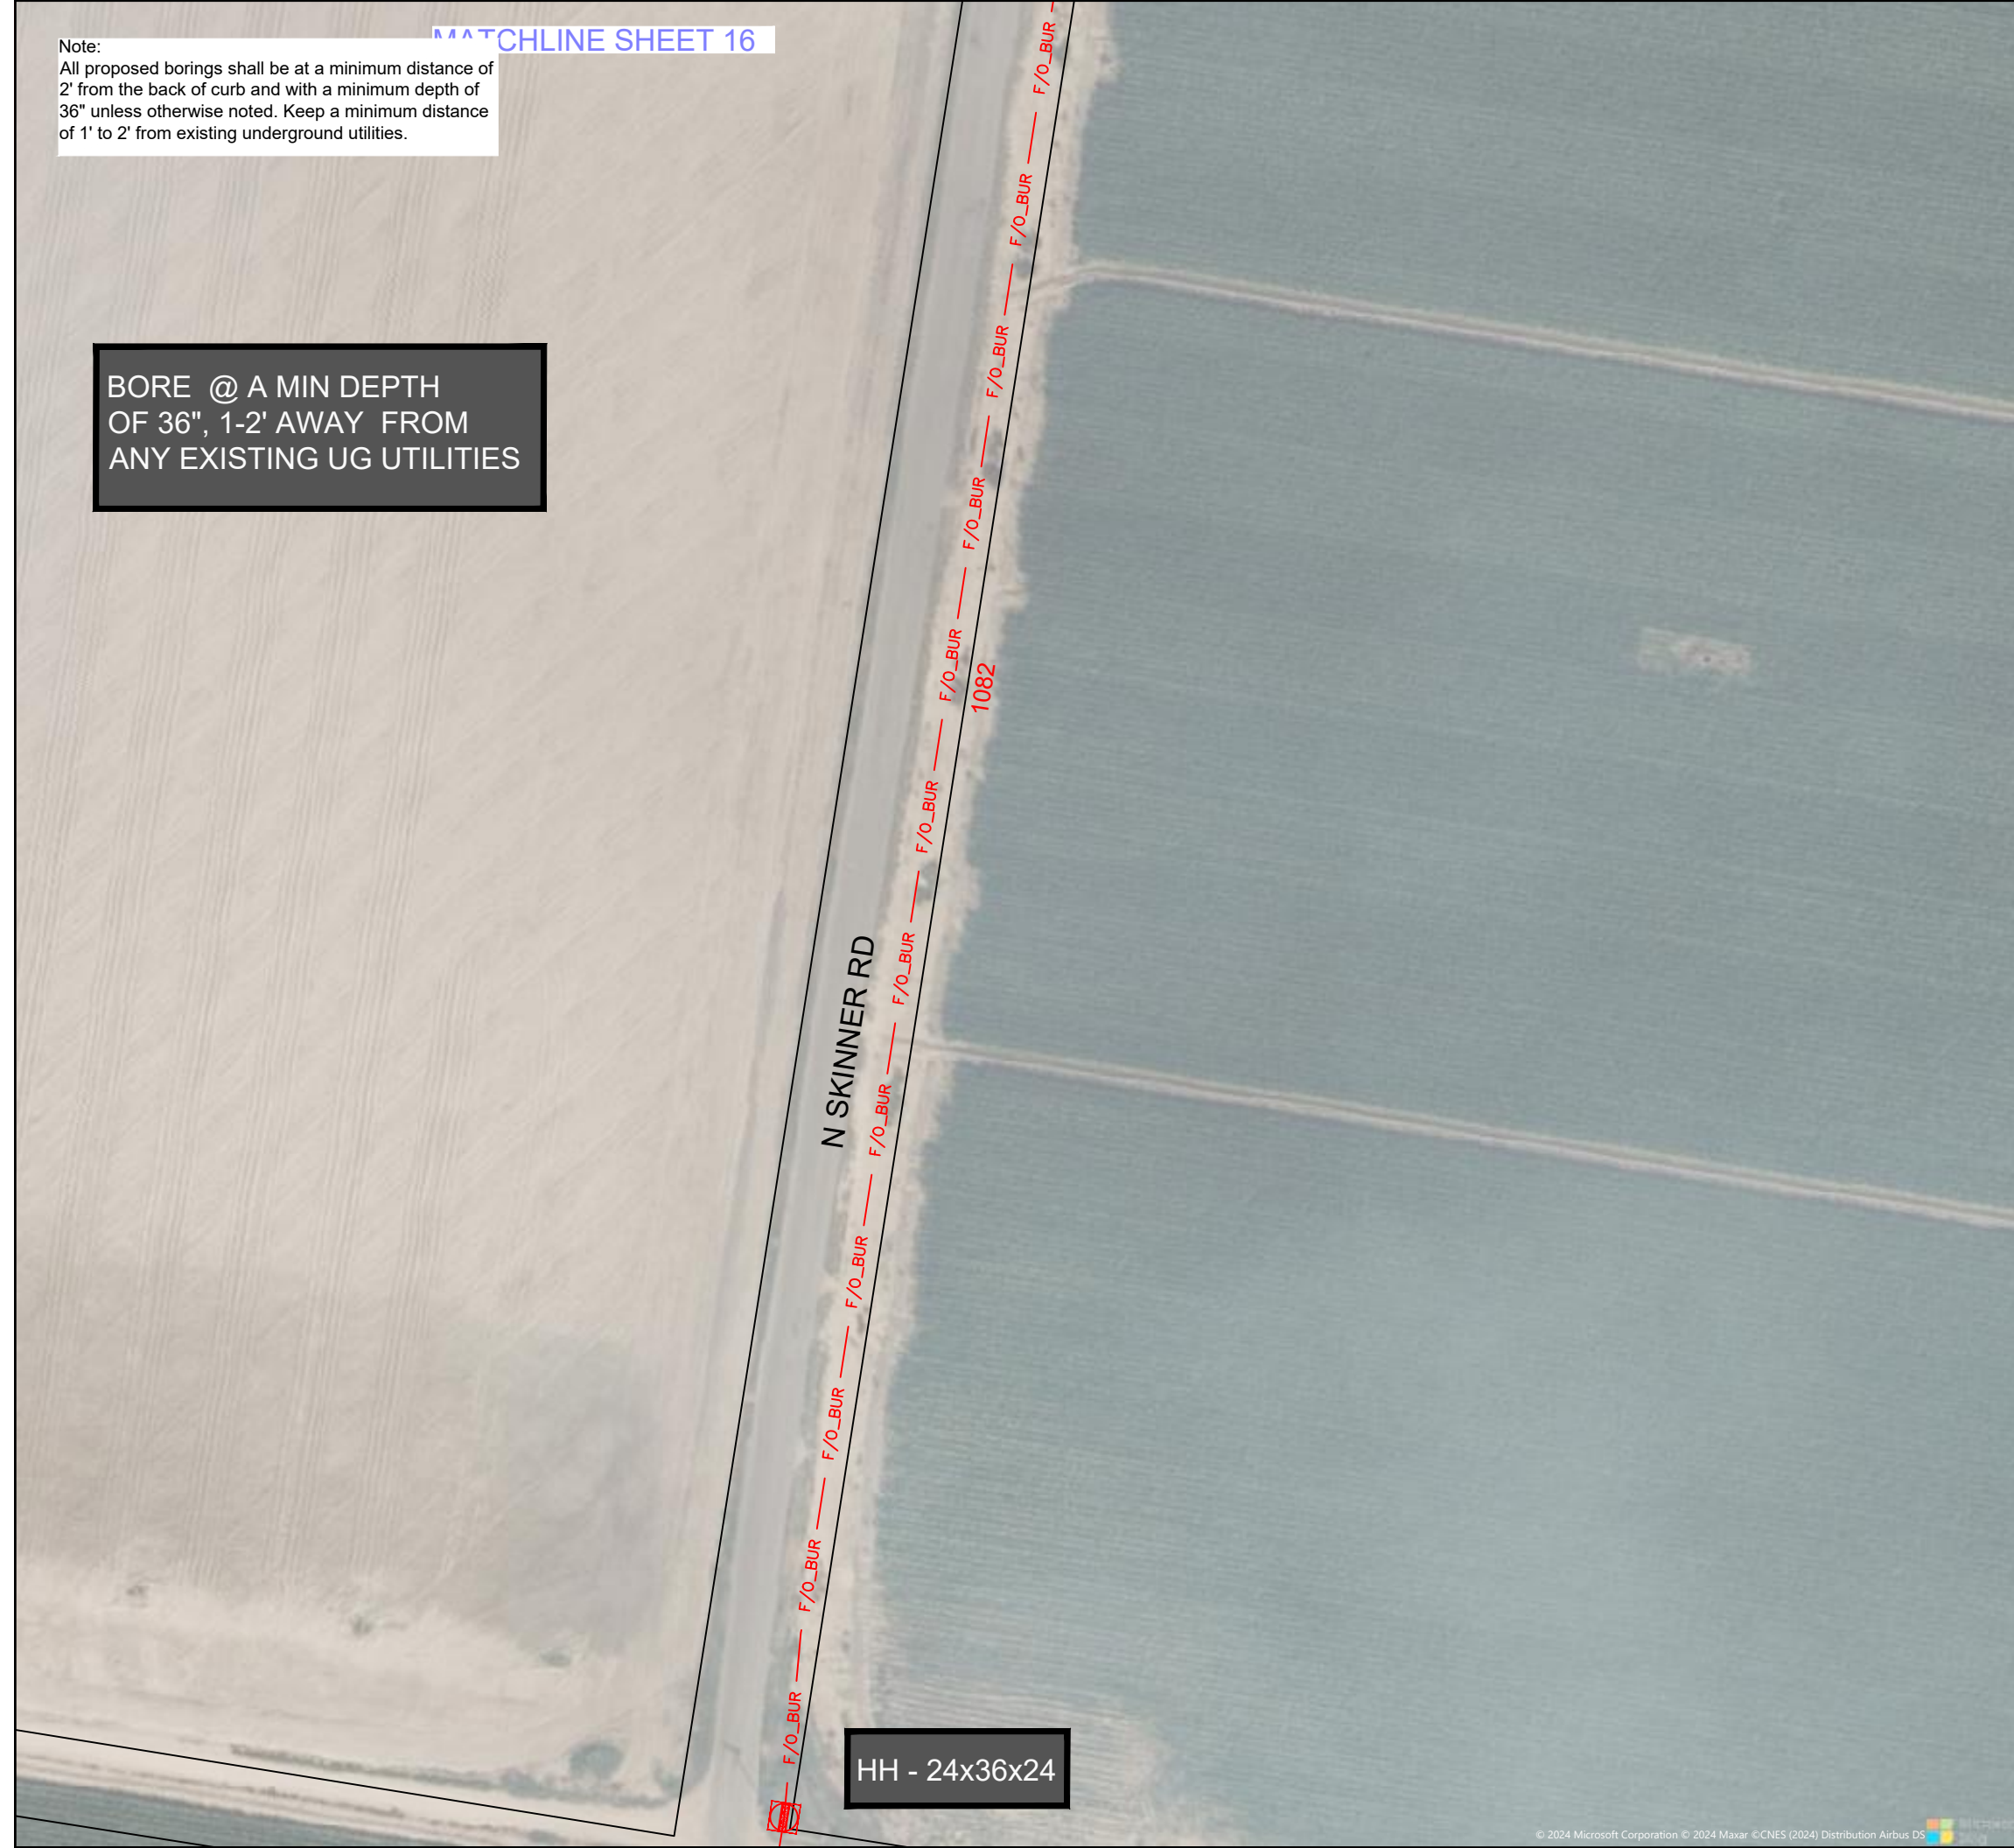 MATCHLINE SHEET 16
Note:
All proposed borings shall be at a minimum distance of
2' from the back of curb and with a minimum depth of
36" unless otherwise noted. Keep a minimum distance
of 1' to 2' from existing underground utilities.
BORE @ A MIN DEPTH
OF 36", 1-2' AWAY FROM
ANY EXISTING UG UTILITIES
F/O_BUR
F/O_BUR
F/O_BUR
F/O_BUR
F/O_BUR
1082
F/O_BUR
F/O_BUR
N SKINNER RD
F/O_BUR
F/O_BUR
F/O_BUR
F/O_BUR
F/O_BUR
HH - 24x36x24
© 2024 Microsoft Corporation © 2024 Maxar ©CNES (2024) Distribution Airbus DS